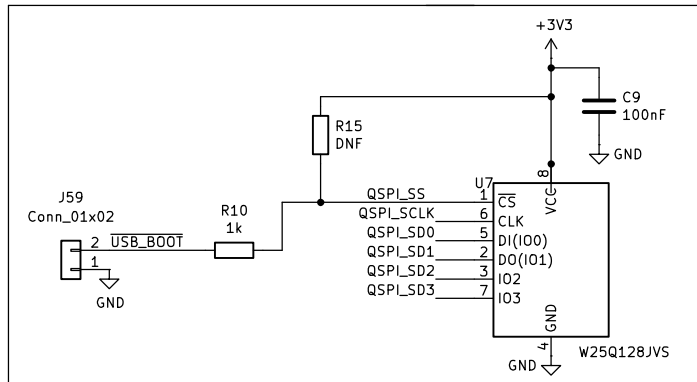 +3V3
C9
100nF
GND
R15
DNF
J59
Conn_01x02
2
USB_BOOT
1
GND
R10
1k
U7
QSPI_SS
1
CS
QSPI_SCLK
6
CLK
QSPI_SD0
5
DI(IO0)
QSPI_SD1
2
DO(IO1)
QSPI_SD2
3
IO2
QSPI_SD3
7
IO3
8
VCC
GND
4
GND
W25Q128JVS